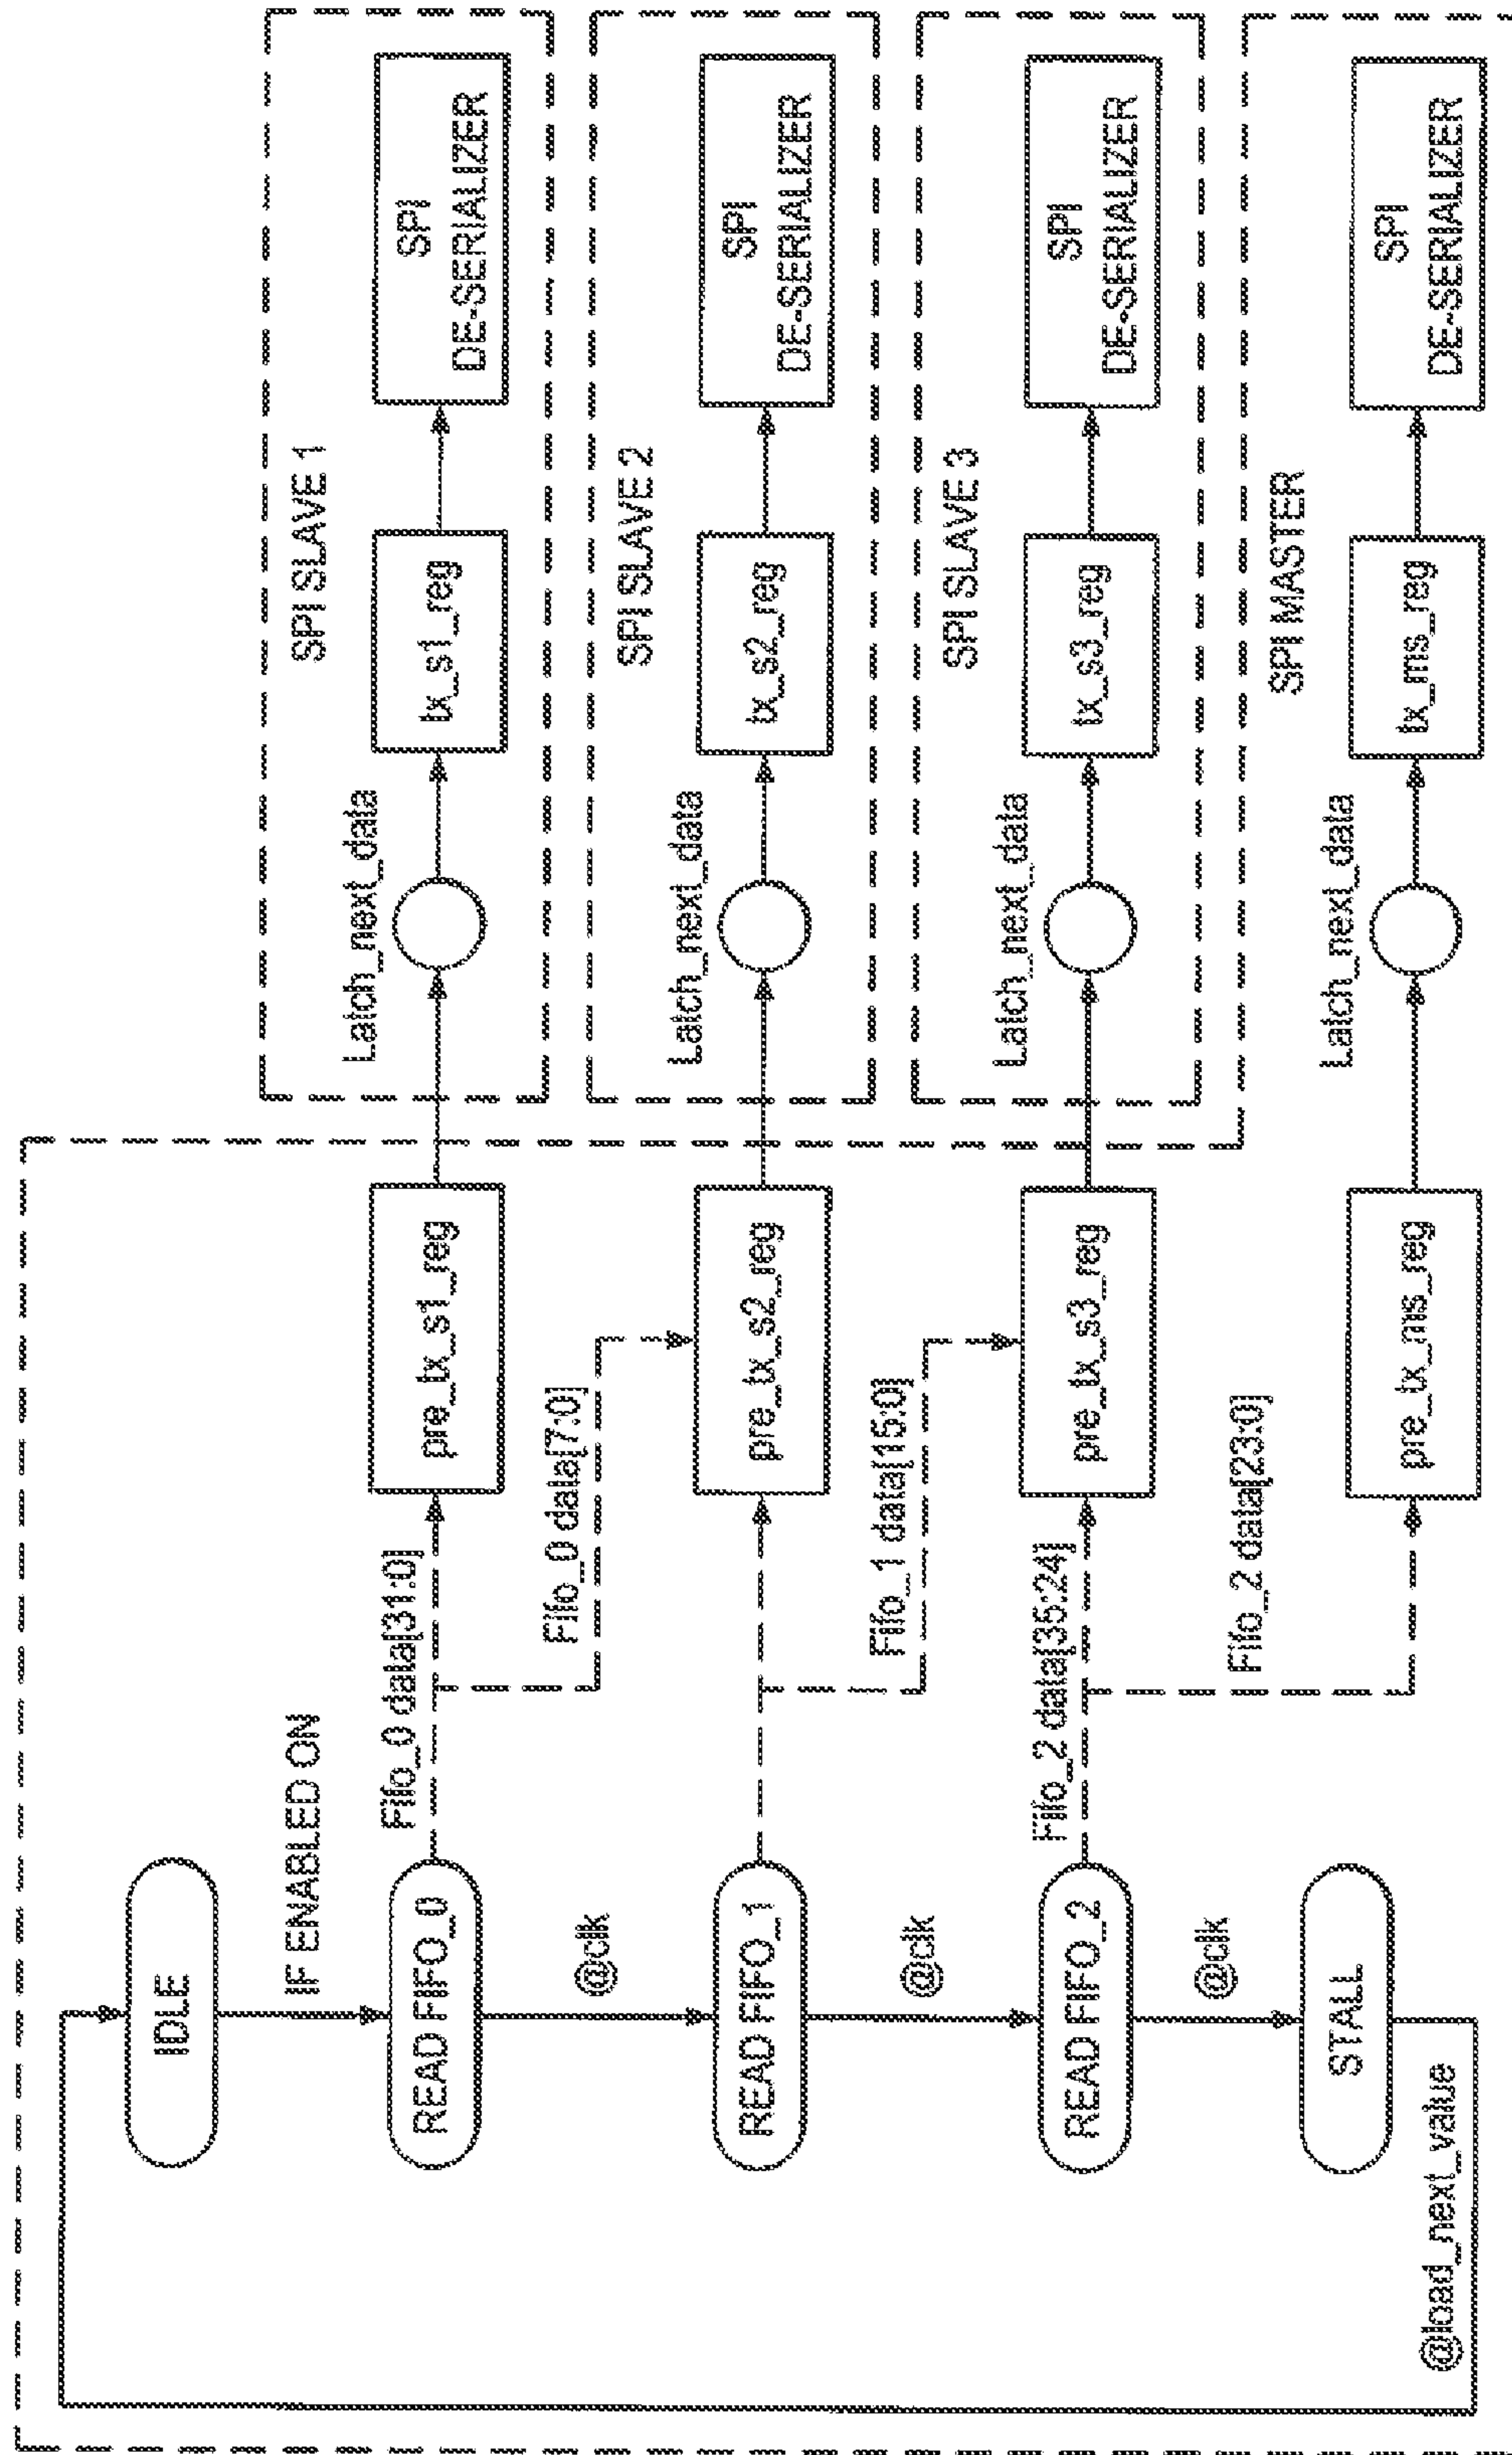 IDLE
IF ENABLED ON
READ FIFO_0
Fifo_0 data[31:0]
pre_tx_s1_reg
Latch_next_data
SPI SLAVE 1
tx_s1_reg
SPI
DE-SERIALIZER
@clk
Fifo_0 data[7:0]
READ FIFO_1
pre_tx_s2_reg
Latch_next_data
SPI SLAVE 2
tx_s2_reg
SPI
DE-SERIALIZER
@clk
Fifo_1 data[15:0]
READ FIFO_2
Fifo_2 data[35:24]
pre_tx_s3_reg
Latch_next_data
SPI SLAVE 3
tx_s3_reg
SPI
DE-SERIALIZER
@clk
Fifo_2 data[23:0]
STALL
pre_tx_ms_reg
Latch_next_data
SPI MASTER
tx_ms_reg
SPI
DE-SERIALIZER
@load_next_value